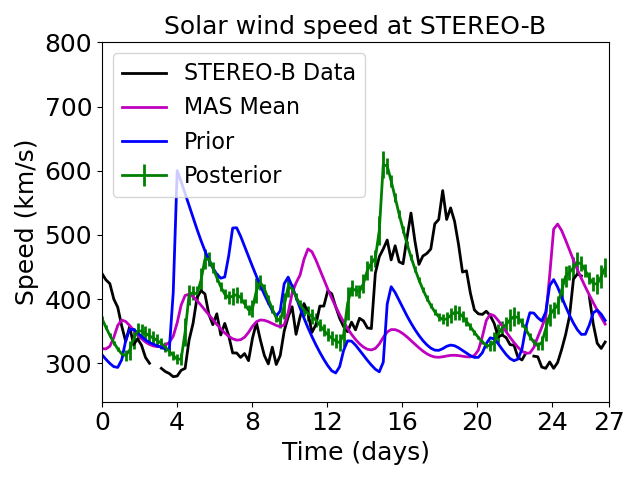 Solar wind speed at STEREO-B
800
700
600
500
400
300
Speed (km/s)
STEREO-B Data
MAS Mean
Prior
Posterior
0 4 8 12 16 20 24 27
Time (days)